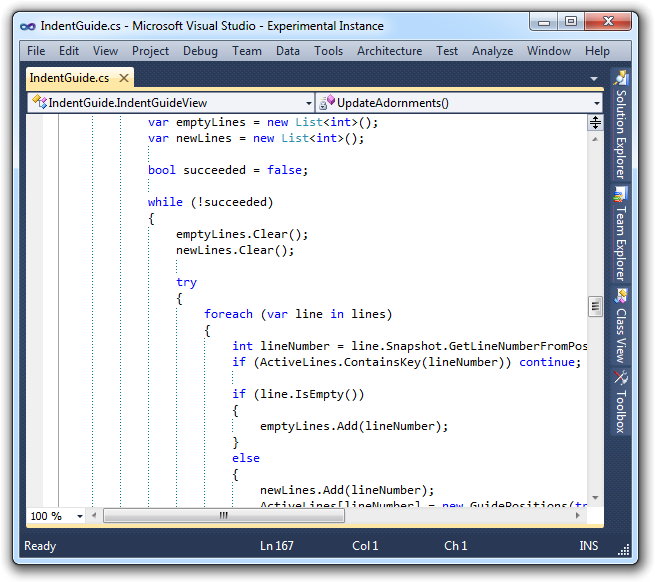 IndentGuide.cs - Microsoft Visual Studio - Experimental Instance
File Edit View Project Debug Team Data Tools Architecture Test Analyze Window Help
IndentGuide.cs
IndentGuide.IndentGuideView UpdateAdornments()
var emptyLines = new List<int>();
var newLines = new List<int>();
bool succeeded = false;
while (!succeeded)
{
emptyLines.Clear();
newLines.Clear();
try
{
foreach (var line in lines)
{
int lineNumber = line.Snapshot.GetLineNumberFromPos
if (ActiveLines.ContainsKey(lineNumber)) continue;
if (line.IsEmpty())
{
emptyLines.Add(lineNumber);
}
else
{
newLines.Add(lineNumber);
ActiveLines[lineNumber] = new GuidePositions(tr
100 %
Ready Ln 167 Col 1 Ch 1 INS
Solution Explorer
Team Explorer
Class View
Toolbox